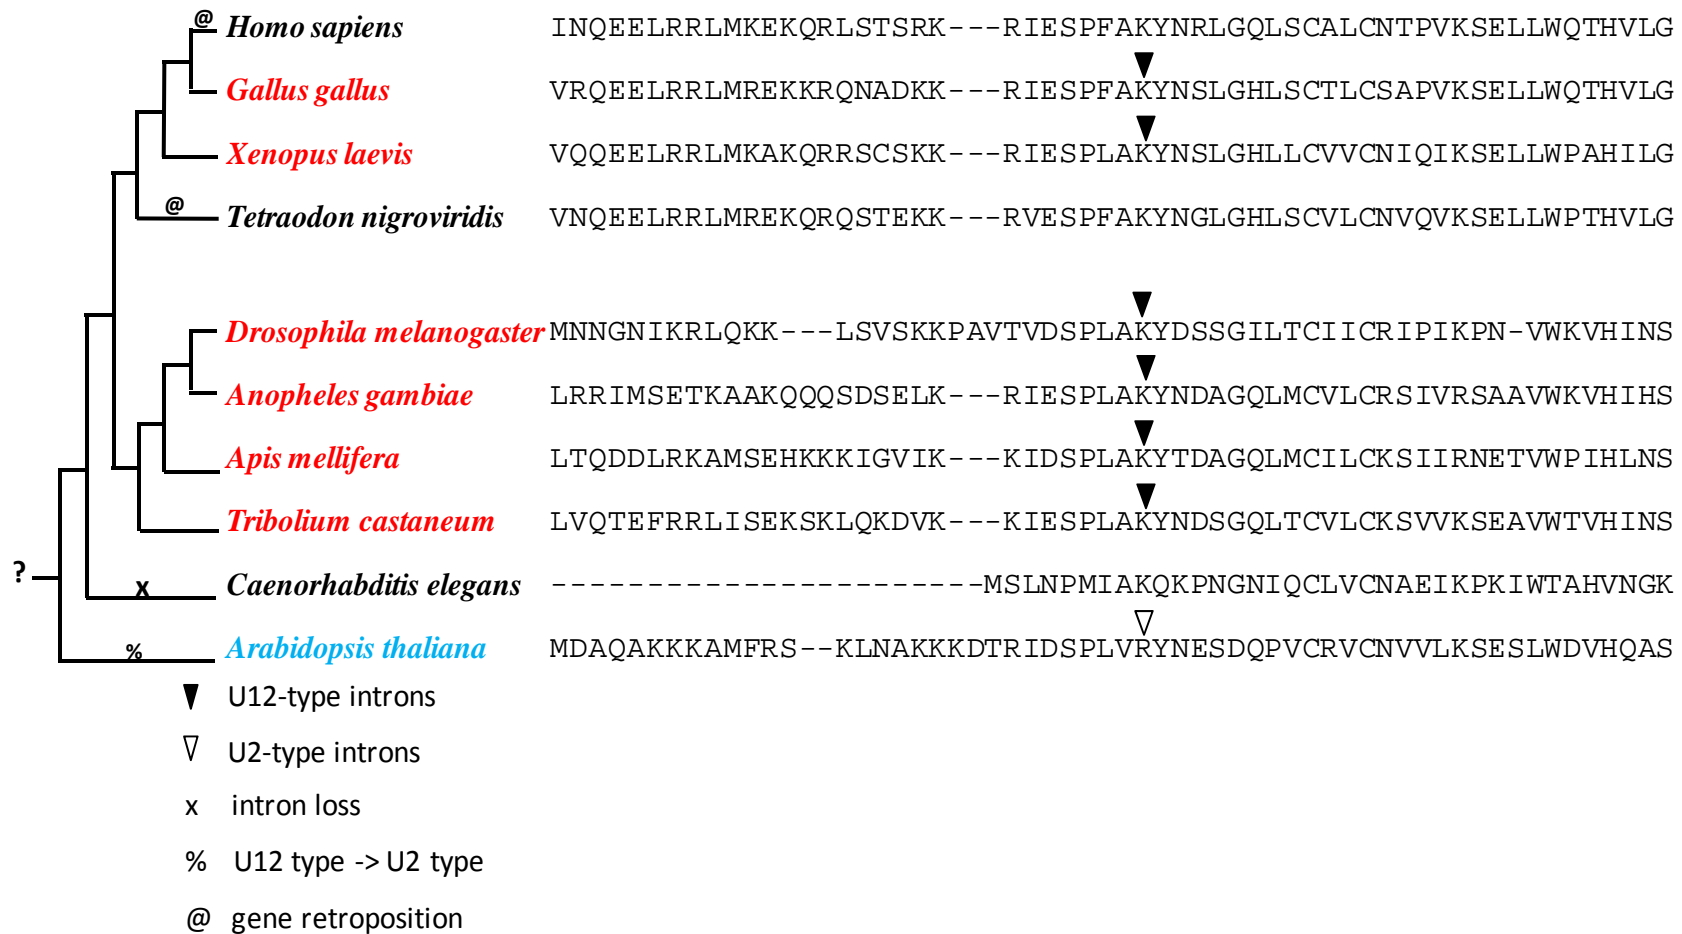 @ Homo sapiens INQEELRRLMKEKQRLSTSRK---RIESPFAKYNRLGQLSCALCNTPVKSELLWQTHVLG
Gallus gallus VRQEELRRLMREKKRQNADKK---RIESPFAKYNSLGHLSCTLCSAPVKSELLWQTHVLG
Xenopus laevis VQQEELRRLMKAKQRRSCSKK---RIESPLAKYNSLGHLLCVVCNIQIKSELLWPAHILG
@ Tetraodon nigroviridis VNQEELRRLMREKQRQSTEKK---RVESPFAKYNGLGHLSCVLCNVQVKSELLWPTHVLG
Drosophila melanogaster MNNGNIKRLQKK---LSVSKKPAVTVDSPLAKYDSSGILTCIICRIPIKPN-VWKVHINS
Anopheles gambiae LRRIMSETKAAKQQQSDSELK---RIESPLAKYNDAGQLMCVLCRSIVRSAAVWKVHIHS
Apis mellifera LTQDDLRKAMSEHKKKIGVIK---KIDSPLAKYTDAGQLMCILCKSIIRNETVWPIHLNS
Tribolium castaneum LVQTEFRRLISEKSKLQKDVK---KIESPLAKYNDSGQLTCVLCKSVVKSEAVWTVHINS
? x Caenorhabditis elegans ----------------------MSLNPMIAKQKPNGNIQCLVCNAEIKPKIWTAHVNGK
% Arabidopsis thaliana MDAQAKKKAMFRS--KLNAKKKDTRIDSPLVRYNESDQPVCRVCNVVLKSESLWDVHQAS
U12-type introns
U2-type introns
x intron loss
% U12 type -> U2 type
@ gene retroposition